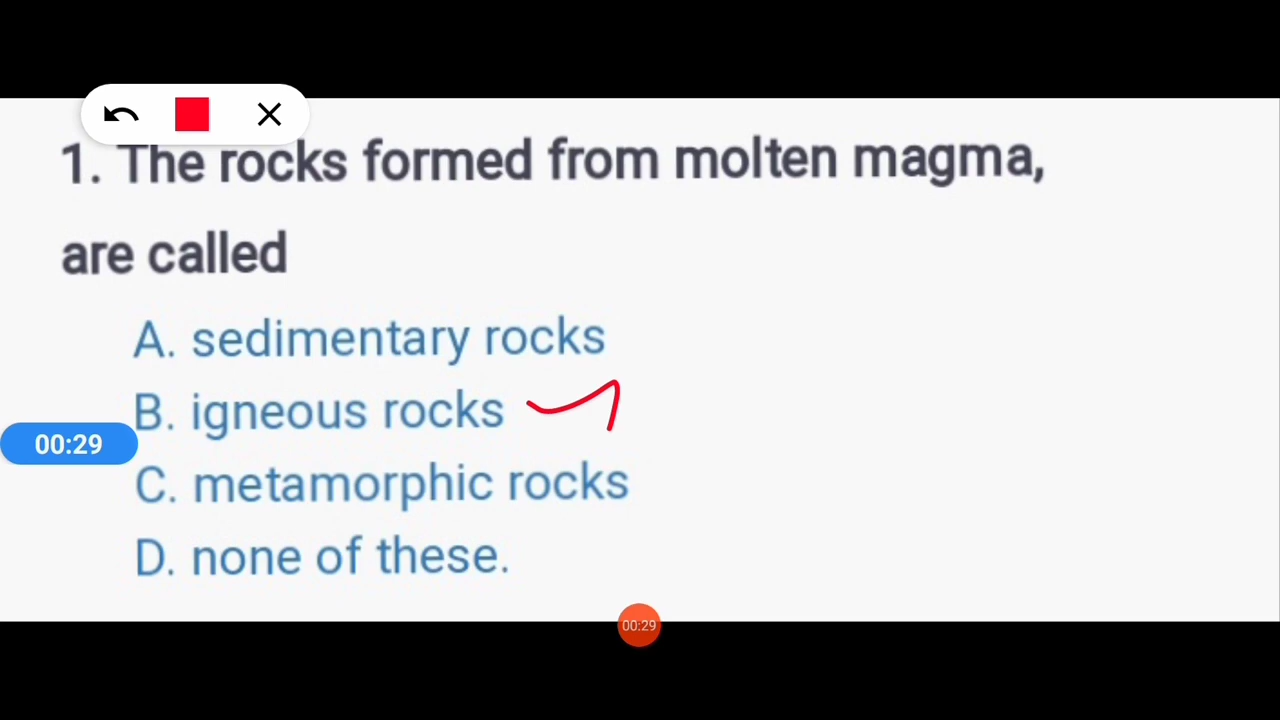 1. The rocks formed from molten magma,
are called
A. sedimentary rocks
B. igneous rocks
00:29
C. metamorphic rocks
D. none of these.
00:29